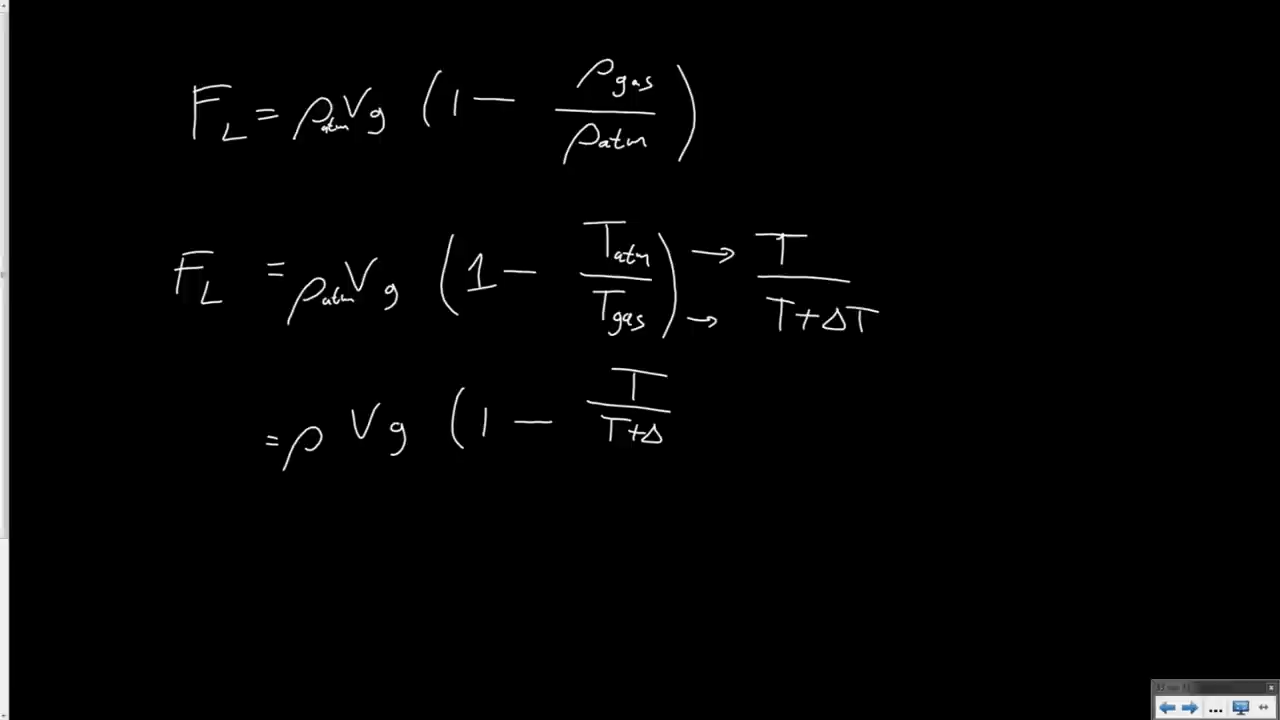 F_L = ρ_atm V g (1 − ρ_gas / ρ_atm)
F_L = ρ_atm V g (1 − T_atm / T_gas) → T / T + ΔT
→
= ρ V g (1 − T / T + Δ